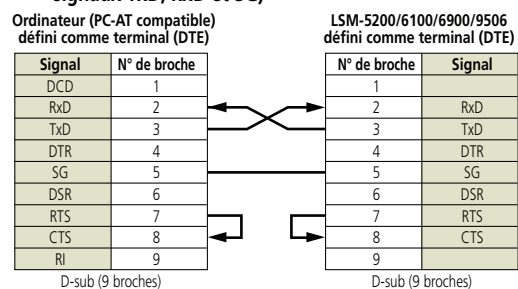 Ordinateur (PC-AT compatible)
défini comme terminal (DTE)
Signal N° de broche
DCD 1
RxD 2
TxD 3
DTR 4
SG 5
DSR 6
RTS 7
CTS 8
RI 9
D-sub (9 broches)
LSM-5200/6100/6900/9506
défini comme terminal (DTE)
N° de broche Signal
1
2 RxD
3 TxD
4 DTR
5 SG
6 DSR
7 RTS
8 CTS
9
D-sub (9 broches)